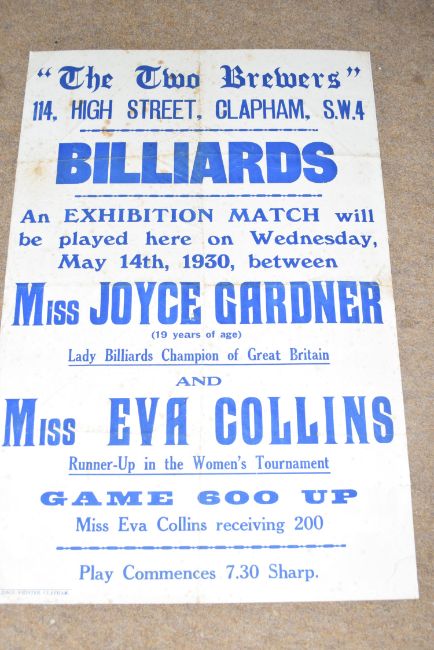 "The Two Brewers"
114, HIGH STREET, CLAPHAM, S.W.4
BILLIARDS
An EXHIBITION MATCH will
be played here on Wednesday,
May 14th, 1930, between
Miss JOYCE GARDNER
(19 years of age)
Lady Billiards Champion of Great Britain
AND
Miss EVA COLLINS
Runner-Up in the Women's Tournament
GAME 600 UP
Miss Eva Collins receiving 200
Play Commences 7.30 Sharp.
PRINTER CLAPHAM